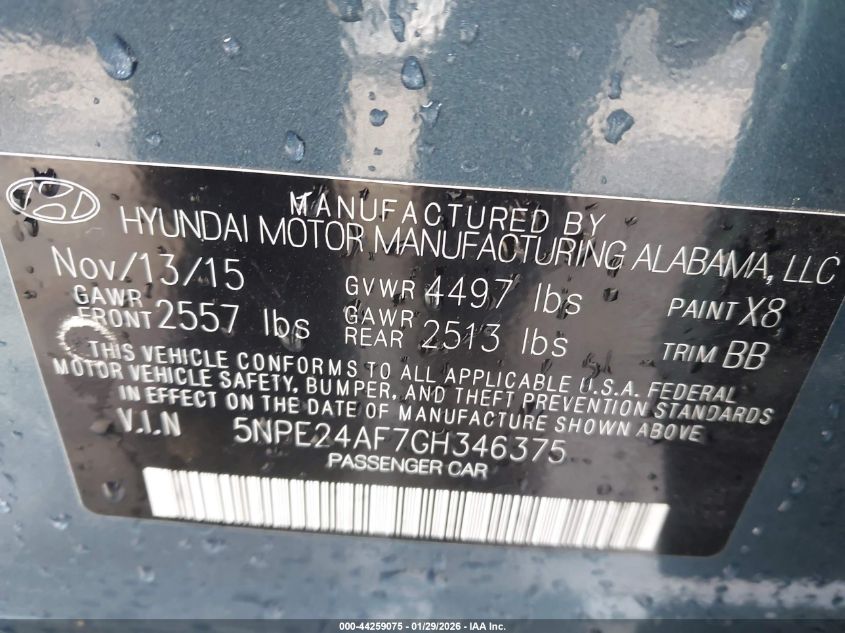 MANUFACTURED BY
HYUNDAI MOTOR MANUFACTURING ALABAMA, LLC
Nov/13/15 GVWR 4497 lbs PAINT X8
GAWR FRONT 2557 lbs GAWR REAR 2513 lbs TRIM BB
THIS VEHICLE CONFORMS TO ALL APPLICABLE U.S.A. FEDERAL
MOTOR VEHICLE SAFETY, BUMPER, AND THEFT PREVENTION STANDARDS
IN EFFECT ON THE DATE OF MANUFACTURE SHOWN ABOVE
V.I.N 5NPE24AF7GH346375
PASSENGER CAR
000-44259075 - 01/29/2026 - IAA Inc.